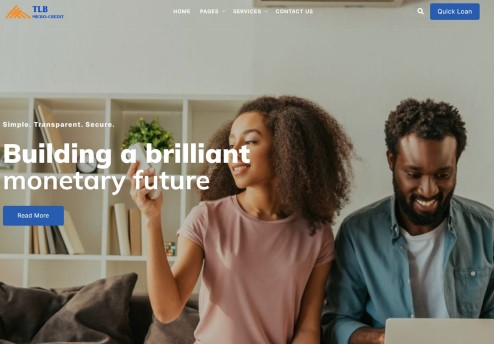 TLB
MICRO-CREDIT
HOME PAGES SERVICES CONTACT US
Quick Loan
Simple. Transparent. Secure.
Building a brilliant
monetary future
Read More